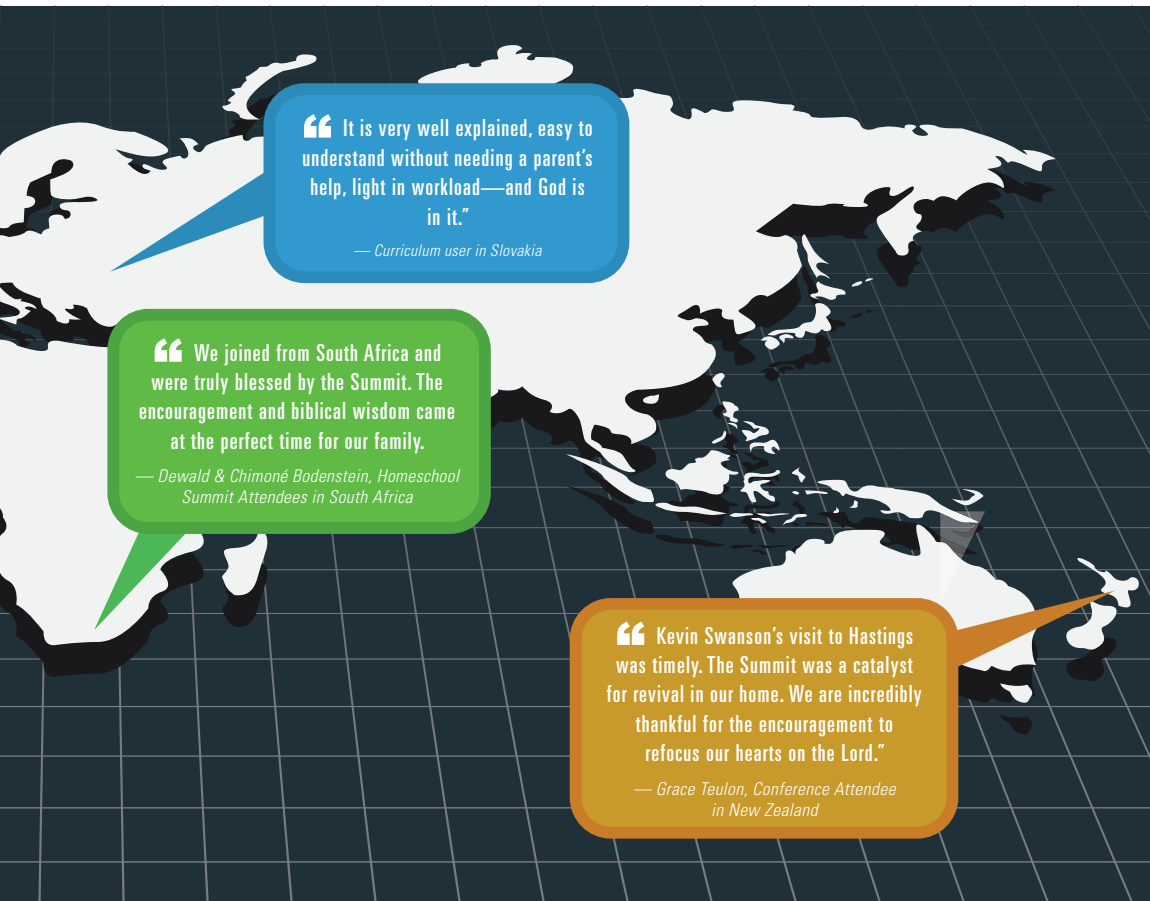 “ It is very well explained, easy to
understand without needing a parent’s
help, light in workload—and God is
in it.”
— Curriculum user in Slovakia
“ We joined from South Africa and
were truly blessed by the Summit. The
encouragement and biblical wisdom came
at the perfect time for our family.
— Dewald & Chimoné Bodenstein, Homeschool
Summit Attendees in South Africa
“ Kevin Swanson’s visit to Hastings
was timely. The Summit was a catalyst
for revival in our home. We are incredibly
thankful for the encouragement to
refocus our hearts on the Lord.”
— Grace Teulon, Conference Attendee
in New Zealand